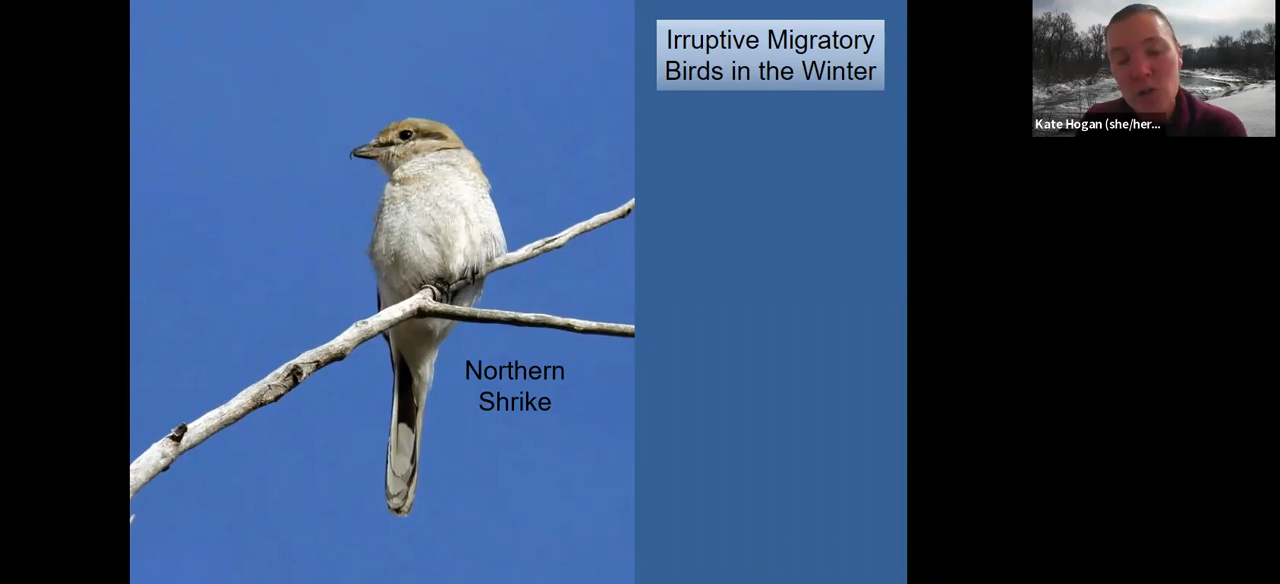 Irruptive Migratory
Birds in the Winter
Kate Hogan (she/her...
Northern
Shrike